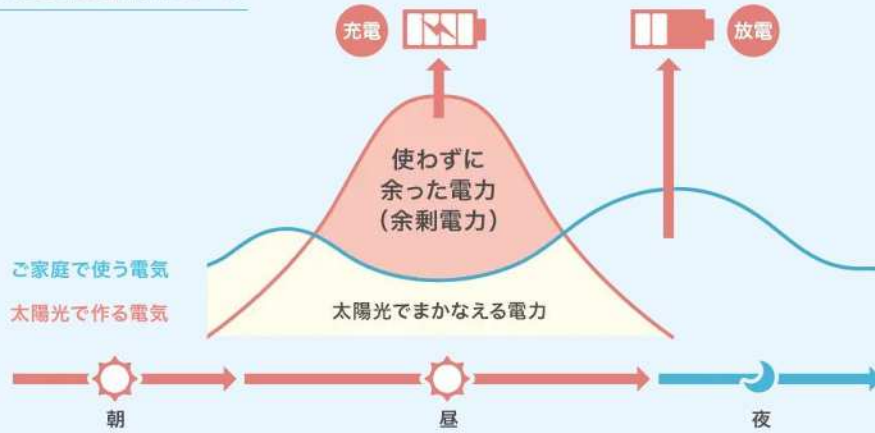 充電
放電
使わずに
余った電力
（余剰電力）
ご家庭で使う電気
太陽光で作る電気
太陽光でまかなえる電力
朝
昼
夜